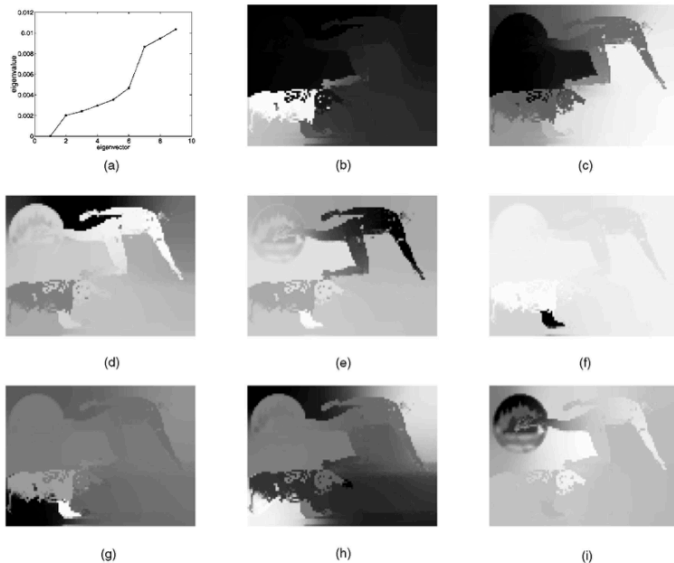 0.012
0.01
0.008
0.006
0.004
0.002
0
0 2 4 6 8 10
eigenvalue
eigenvector
(a)
(b)
(c)
(d)
(e)
(f)
(g)
(h)
(i)